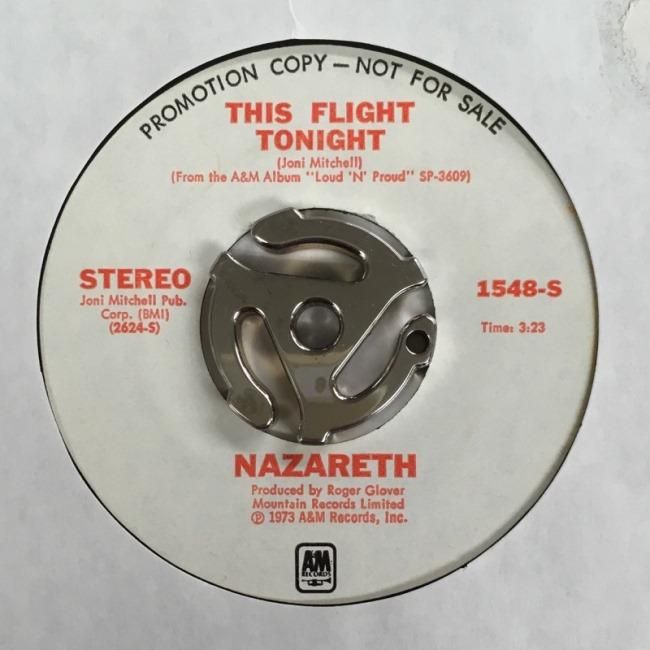 PROMOTION COPY — NOT FOR SALE
THIS FLIGHT
TONIGHT
(Joni Mitchell)
(From the A&M Album "Loud 'N' Proud" SP-3609)
STEREO
Joni Mitchell Pub.
Corp. (BMI)
(2624-S)
1548-S
Time: 3:23
NAZARETH
Produced by Roger Glover
Mountain Records Limited
℗ 1973 A&M Records, Inc.
A&M
RECORDS